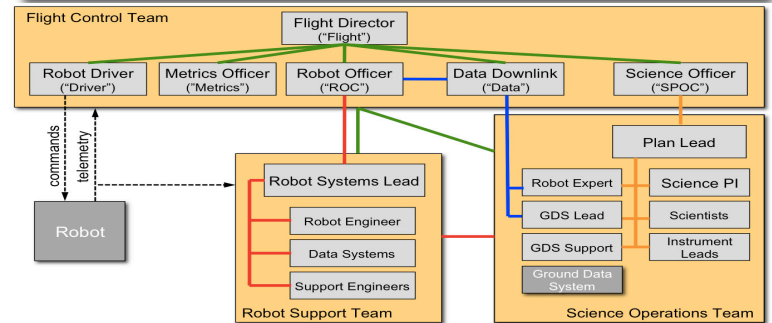 Flight Control Team
Flight Director
("Flight")
Robot Driver
("Driver")
Metrics Officer
("Metrics")
Robot Officer
("ROC")
Data Downlink
("Data")
Science Officer
("SPOC")
commands
telemetry
Robot
Robot Systems Lead
Robot Engineer
Data Systems
Support Engineers
Robot Support Team
Plan Lead
Robot Expert
Science PI
GDS Lead
Scientists
GDS Support
Instrument
Leads
Ground Data
System
Science Operations Team